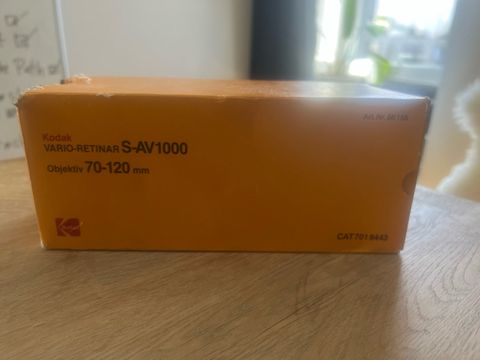 Kodak
VARIO-RETINAR S-AV1000
Objektiv 70-120 mm
CAT 701 8443